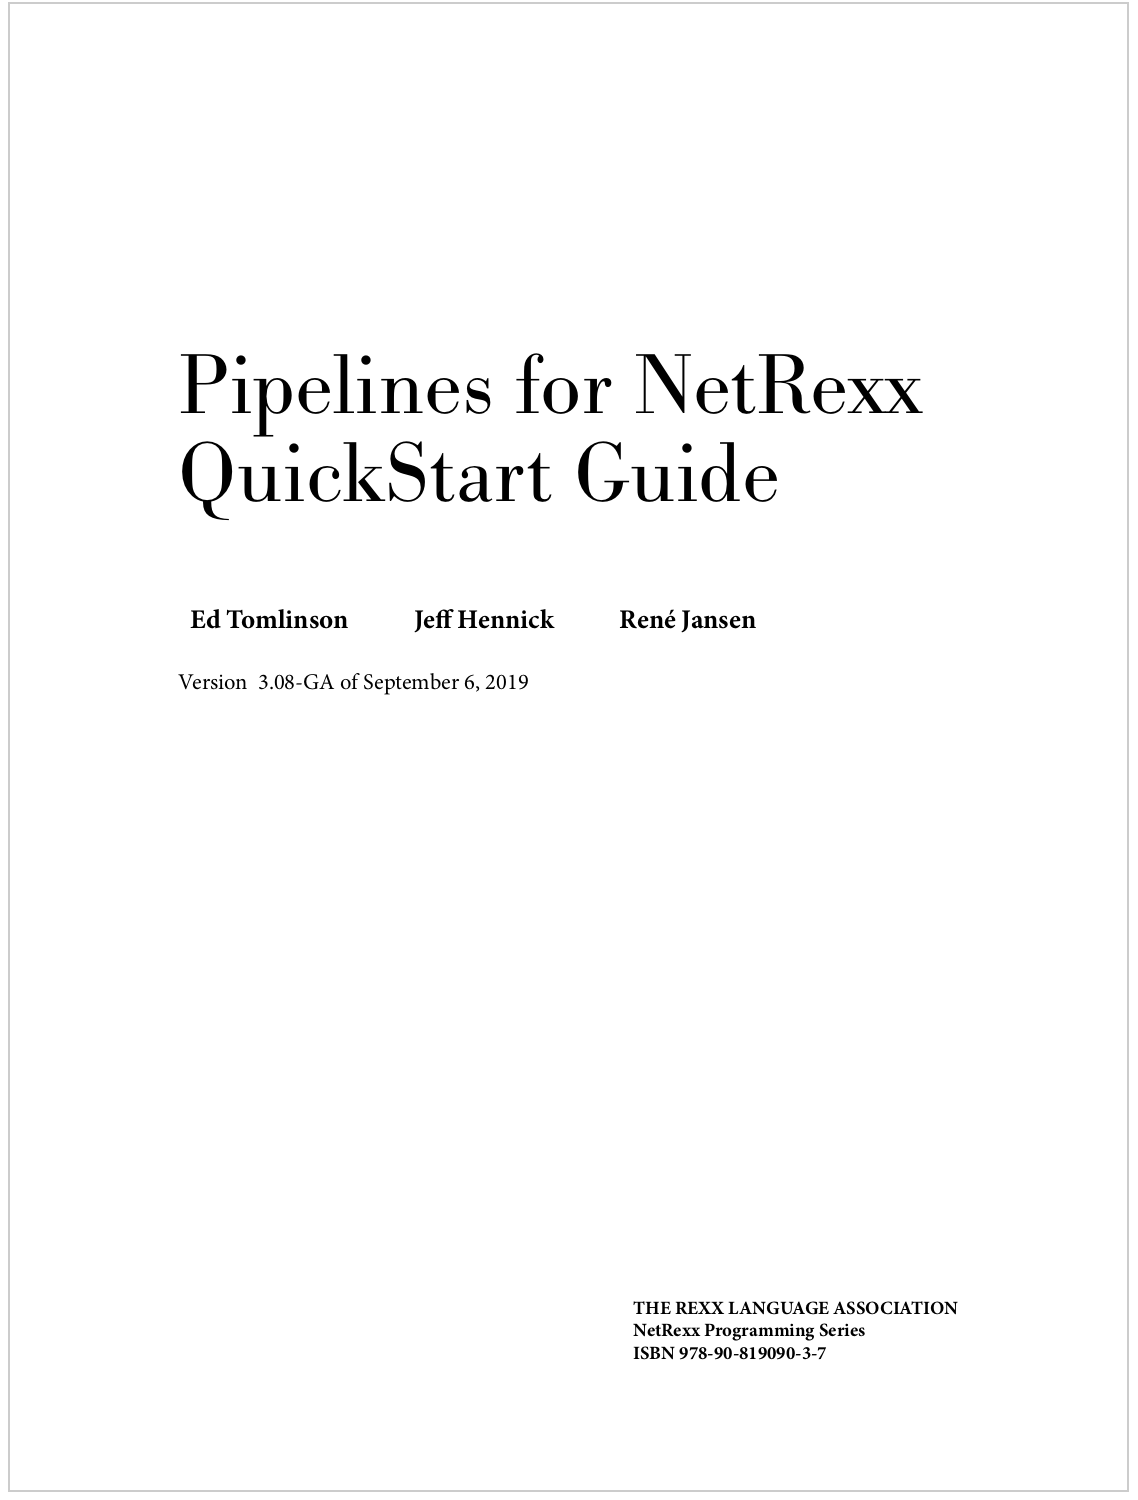 Pipelines for NetRexx
QuickStart Guide
Ed Tomlinson Jeff Hennick René Jansen
Version 3.08-GA of September 6, 2019
THE REXX LANGUAGE ASSOCIATION
NetRexx Programming Series
ISBN 978-90-819090-3-7